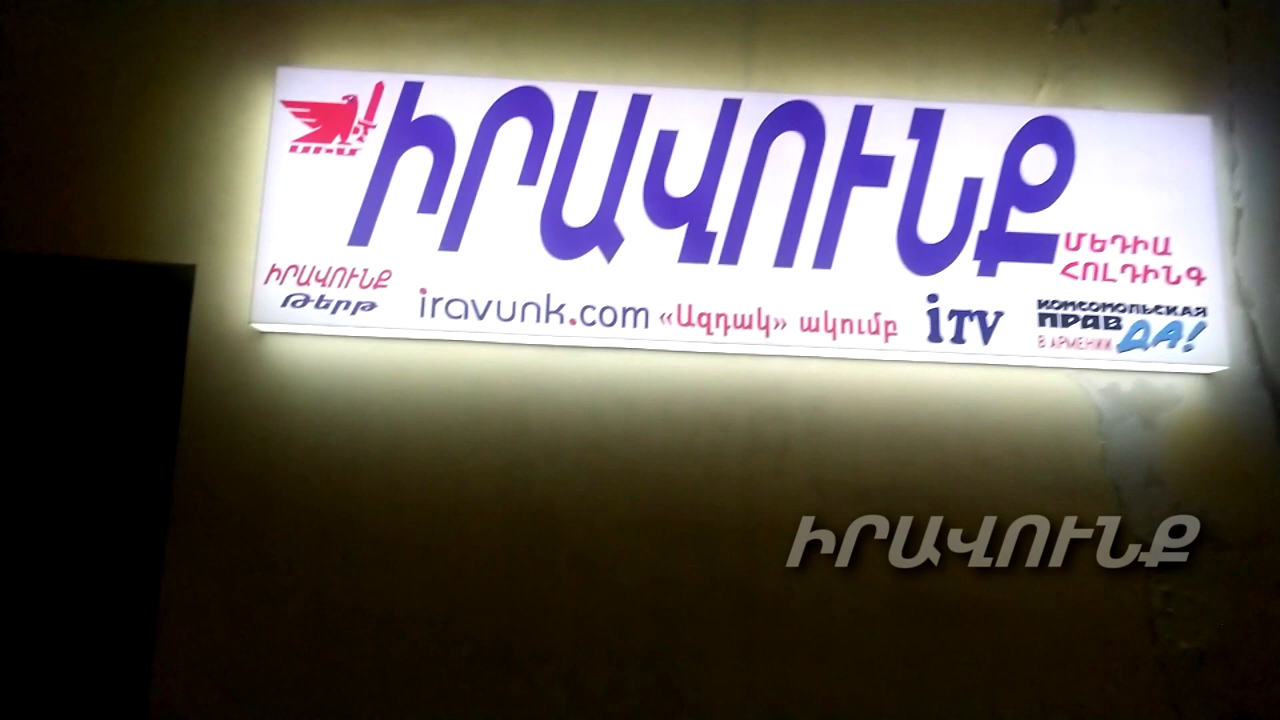 ԻՐԱՎՈՒՆՔ
ՄԵԴԻԱ
ՀՈԼԴԻՆԳ
ԻՐԱՎՈՒՆՔ
Թերթ
iravunk.com
«Ազդակ» ակումբ
iTV
КОМСОМОЛЬСКАЯ
ПРАВДА!
В АРМЕНИИ
ԻՐԱՎՈՒՆՔ